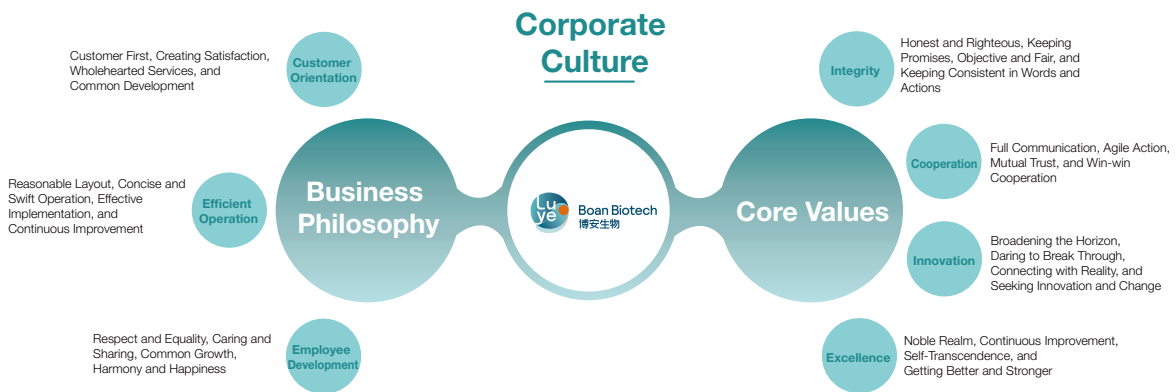 Corporate
Culture
Customer First, Creating Satisfaction,
Wholehearted Services, and
Common Development
Customer
Orientation
Reasonable Layout, Concise and
Swift Operation, Effective
Implementation, and
Continuous Improvement
Efficient
Operation
Respect and Equality, Caring and
Sharing, Common Growth,
Harmony and Happiness
Employee
Development
Business
Philosophy
Luye
Boan Biotech
博安生物
Core Values
Integrity
Honest and Righteous, Keeping
Promises, Objective and Fair, and
Keeping Consistent in Words and
Actions
Cooperation
Full Communication, Agile Action,
Mutual Trust, and Win-win
Cooperation
Innovation
Broadening the Horizon,
Daring to Break Through,
Connecting with Reality, and
Seeking Innovation and Change
Excellence
Noble Realm, Continuous Improvement,
Self-Transcendence, and
Getting Better and Stronger